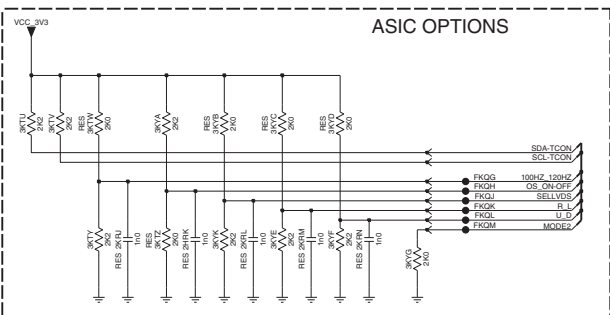 ASIC OPTIONS
VCC_3V3
3KTU
2K2
3KTV
2K2
RES
3KTW
2K0
3KYA
2K2
RES
3KYB
2K0
RES
3KYC
2K0
RES
3KYD
2K0
SDA-TCON
SCL-TCON
FKQG 100HZ_120HZ
FKQH OS_ON-OFF
FKQJ SELLVDS
FKQK R_L
FKQL U_D
FKQM MODE2
3KTY
2K2
RES 2KRJ
1n0
RES
3KTZ
2K0
RES 2HRK
1n0
3KYK
2K2
RES 2KRL
1n0
3KYE
2K2
RES 2KRM
1n0
3KYF
2K2
RES 2KRN
1n0
3KYG
2K0